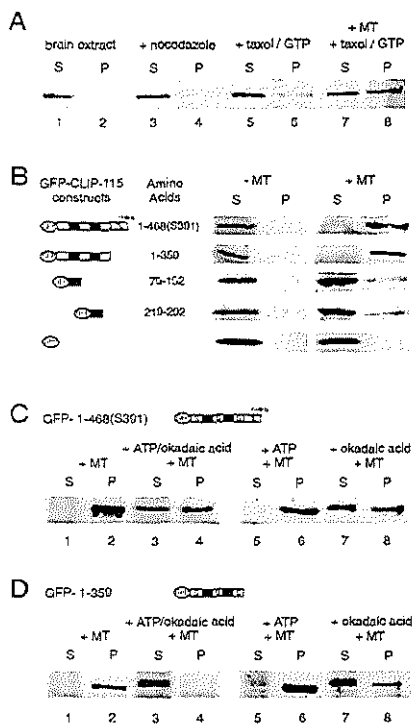 A
+ MT
brain extract + nocodazole + taxol / GTP + taxol / GTP
S P S P S P S P
1 2 3 4 5 6 7 8
B
GFP-CLIP-115 constructs Amino Acids - MT + MT
S P S P
1-468(S391)
1-350
75-152
210-292
C GFP- 1-468(S391)
+ ATP/okadaic acid + ATP + okadaic acid
+ MT + MT + MT + MT
S P S P S P S P
1 2 3 4 5 6 7 8
D GFP- 1-350
+ ATP/okadaic acid + ATP + okadaic acid
+ MT + MT + MT + MT
S P S P S P S P
1 2 3 4 5 6 7 8